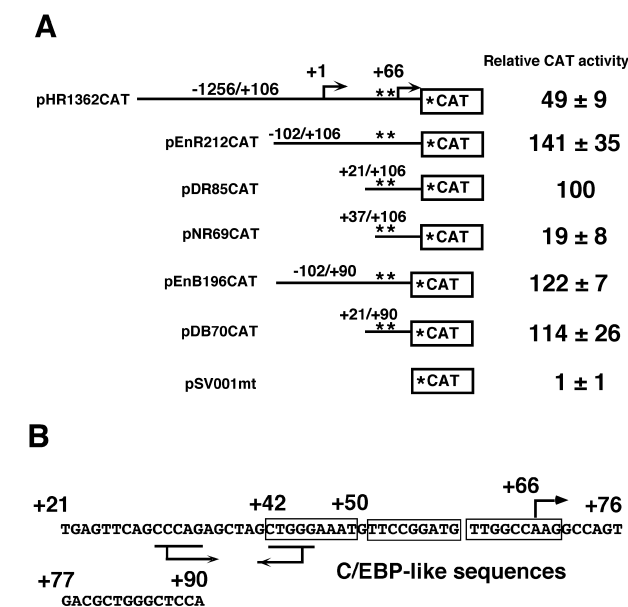 A
Relative CAT activity
+1 +66
-1256/+106 **
pHR1362CAT *CAT 49 ± 9
-102/+106 **
pEnR212CAT *CAT 141 ± 35
+21/+106
**
pDR85CAT *CAT 100
+37/+106
**
pNR69CAT *CAT 19 ± 8
-102/+90 **
pEnB196CAT *CAT 122 ± 7
+21/+90
**
pDB70CAT *CAT 114 ± 26
pSV001mt *CAT 1 ± 1
B
+66
+21 +42 +50 +76
TGAGTTCAGCCCAGAGCTAGCTGGGAAATGTTCCGGATG TTGGCCAAGGCCAGT
C/EBP-like sequences
+77 +90
GACGCTGGGCTCCA